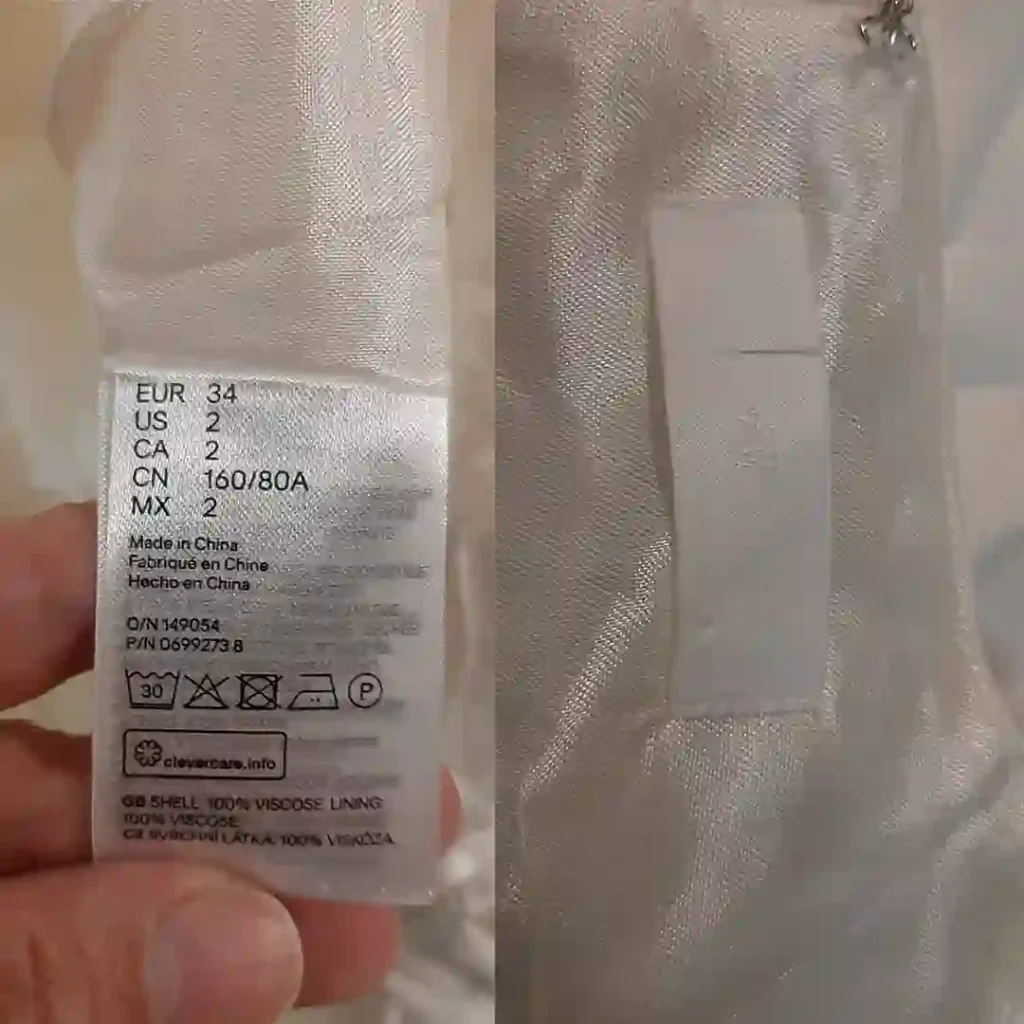 EUR 34
US 2
CA 2
CN 160/80A
MX 2
Made in China
Fabriqué en Chine
Hecho en China
O/N 149054
P/N 0699273 8
30
P
clevercare.info
GB SHELL 100% VISCOSE LINING
100% VISCOSE
CZ SVRCHNÍ LÁTKA 100% VISKÓZA